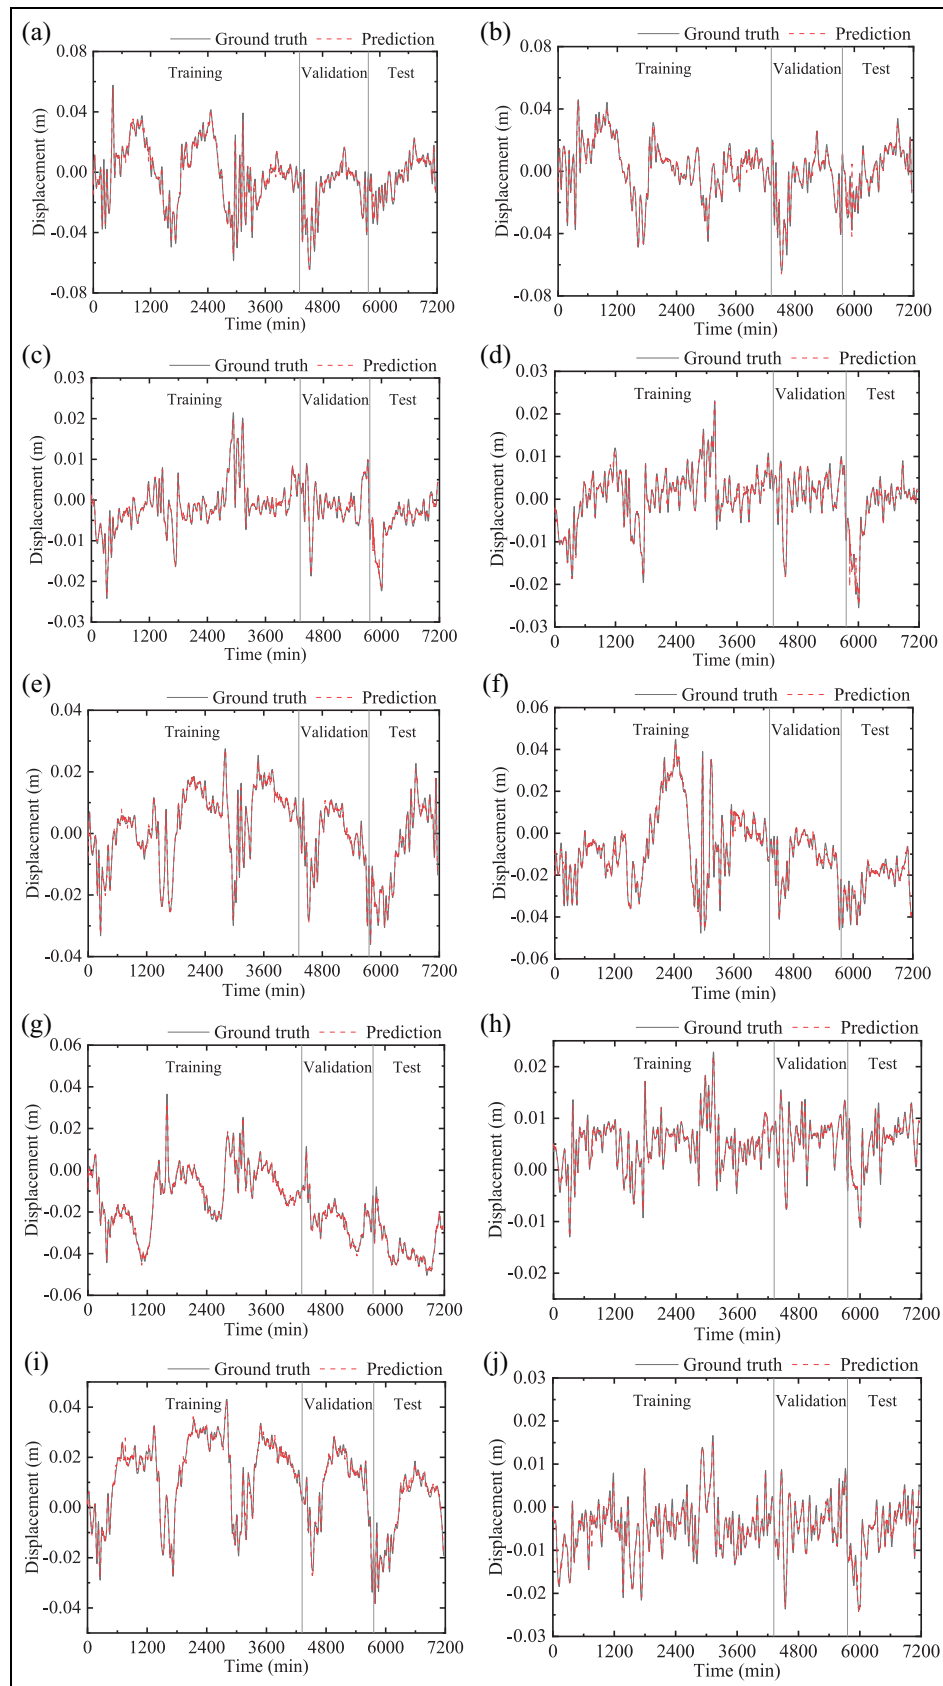 (a)
Ground truth Prediction
Training Validation Test
Displacement (m)
0.08
0.04
0.00
-0.04
-0.08
0 1200 2400 3600 4800 6000 7200
Time (min)
(b)
Ground truth Prediction
Training Validation Test
Displacement (m)
0.08
0.04
0.00
-0.04
-0.08
0 1200 2400 3600 4800 6000 7200
Time (min)
(c)
Ground truth Prediction
Training Validation Test
Displacement (m)
0.03
0.02
0.01
0.00
-0.01
-0.02
-0.03
0 1200 2400 3600 4800 6000 7200
Time (min)
(d)
Ground truth Prediction
Training Validation Test
Displacement (m)
0.03
0.02
0.01
0.00
-0.01
-0.02
-0.03
0 1200 2400 3600 4800 6000 7200
Time (min)
(e)
Ground truth Prediction
Training Validation Test
Displacement (m)
0.04
0.02
0.00
-0.02
-0.04
0 1200 2400 3600 4800 6000 7200
Time (min)
(f)
Ground truth Prediction
Training Validation Test
Displacement (m)
0.06
0.04
0.02
0.00
-0.02
-0.04
-0.06
0 1200 2400 3600 4800 6000 7200
Time (min)
(g)
Ground truth Prediction
Training Validation Test
Displacement (m)
0.06
0.04
0.02
0.00
-0.02
-0.04
-0.06
0 1200 2400 3600 4800 6000 7200
Time (min)
(h)
Ground truth Prediction
Training Validation Test
Displacement (m)
0.02
0.01
0.00
-0.01
-0.02
0 1200 2400 3600 4800 6000 7200
Time (min)
(i)
Ground truth Prediction
Training Validation Test
Displacement (m)
0.04
0.02
0.00
-0.02
-0.04
0 1200 2400 3600 4800 6000 7200
Time (min)
(j)
Ground truth Prediction
Training Validation Test
Displacement (m)
0.03
0.02
0.01
0.00
-0.01
-0.02
-0.03
0 1200 2400 3600 4800 6000 7200
Time (min)